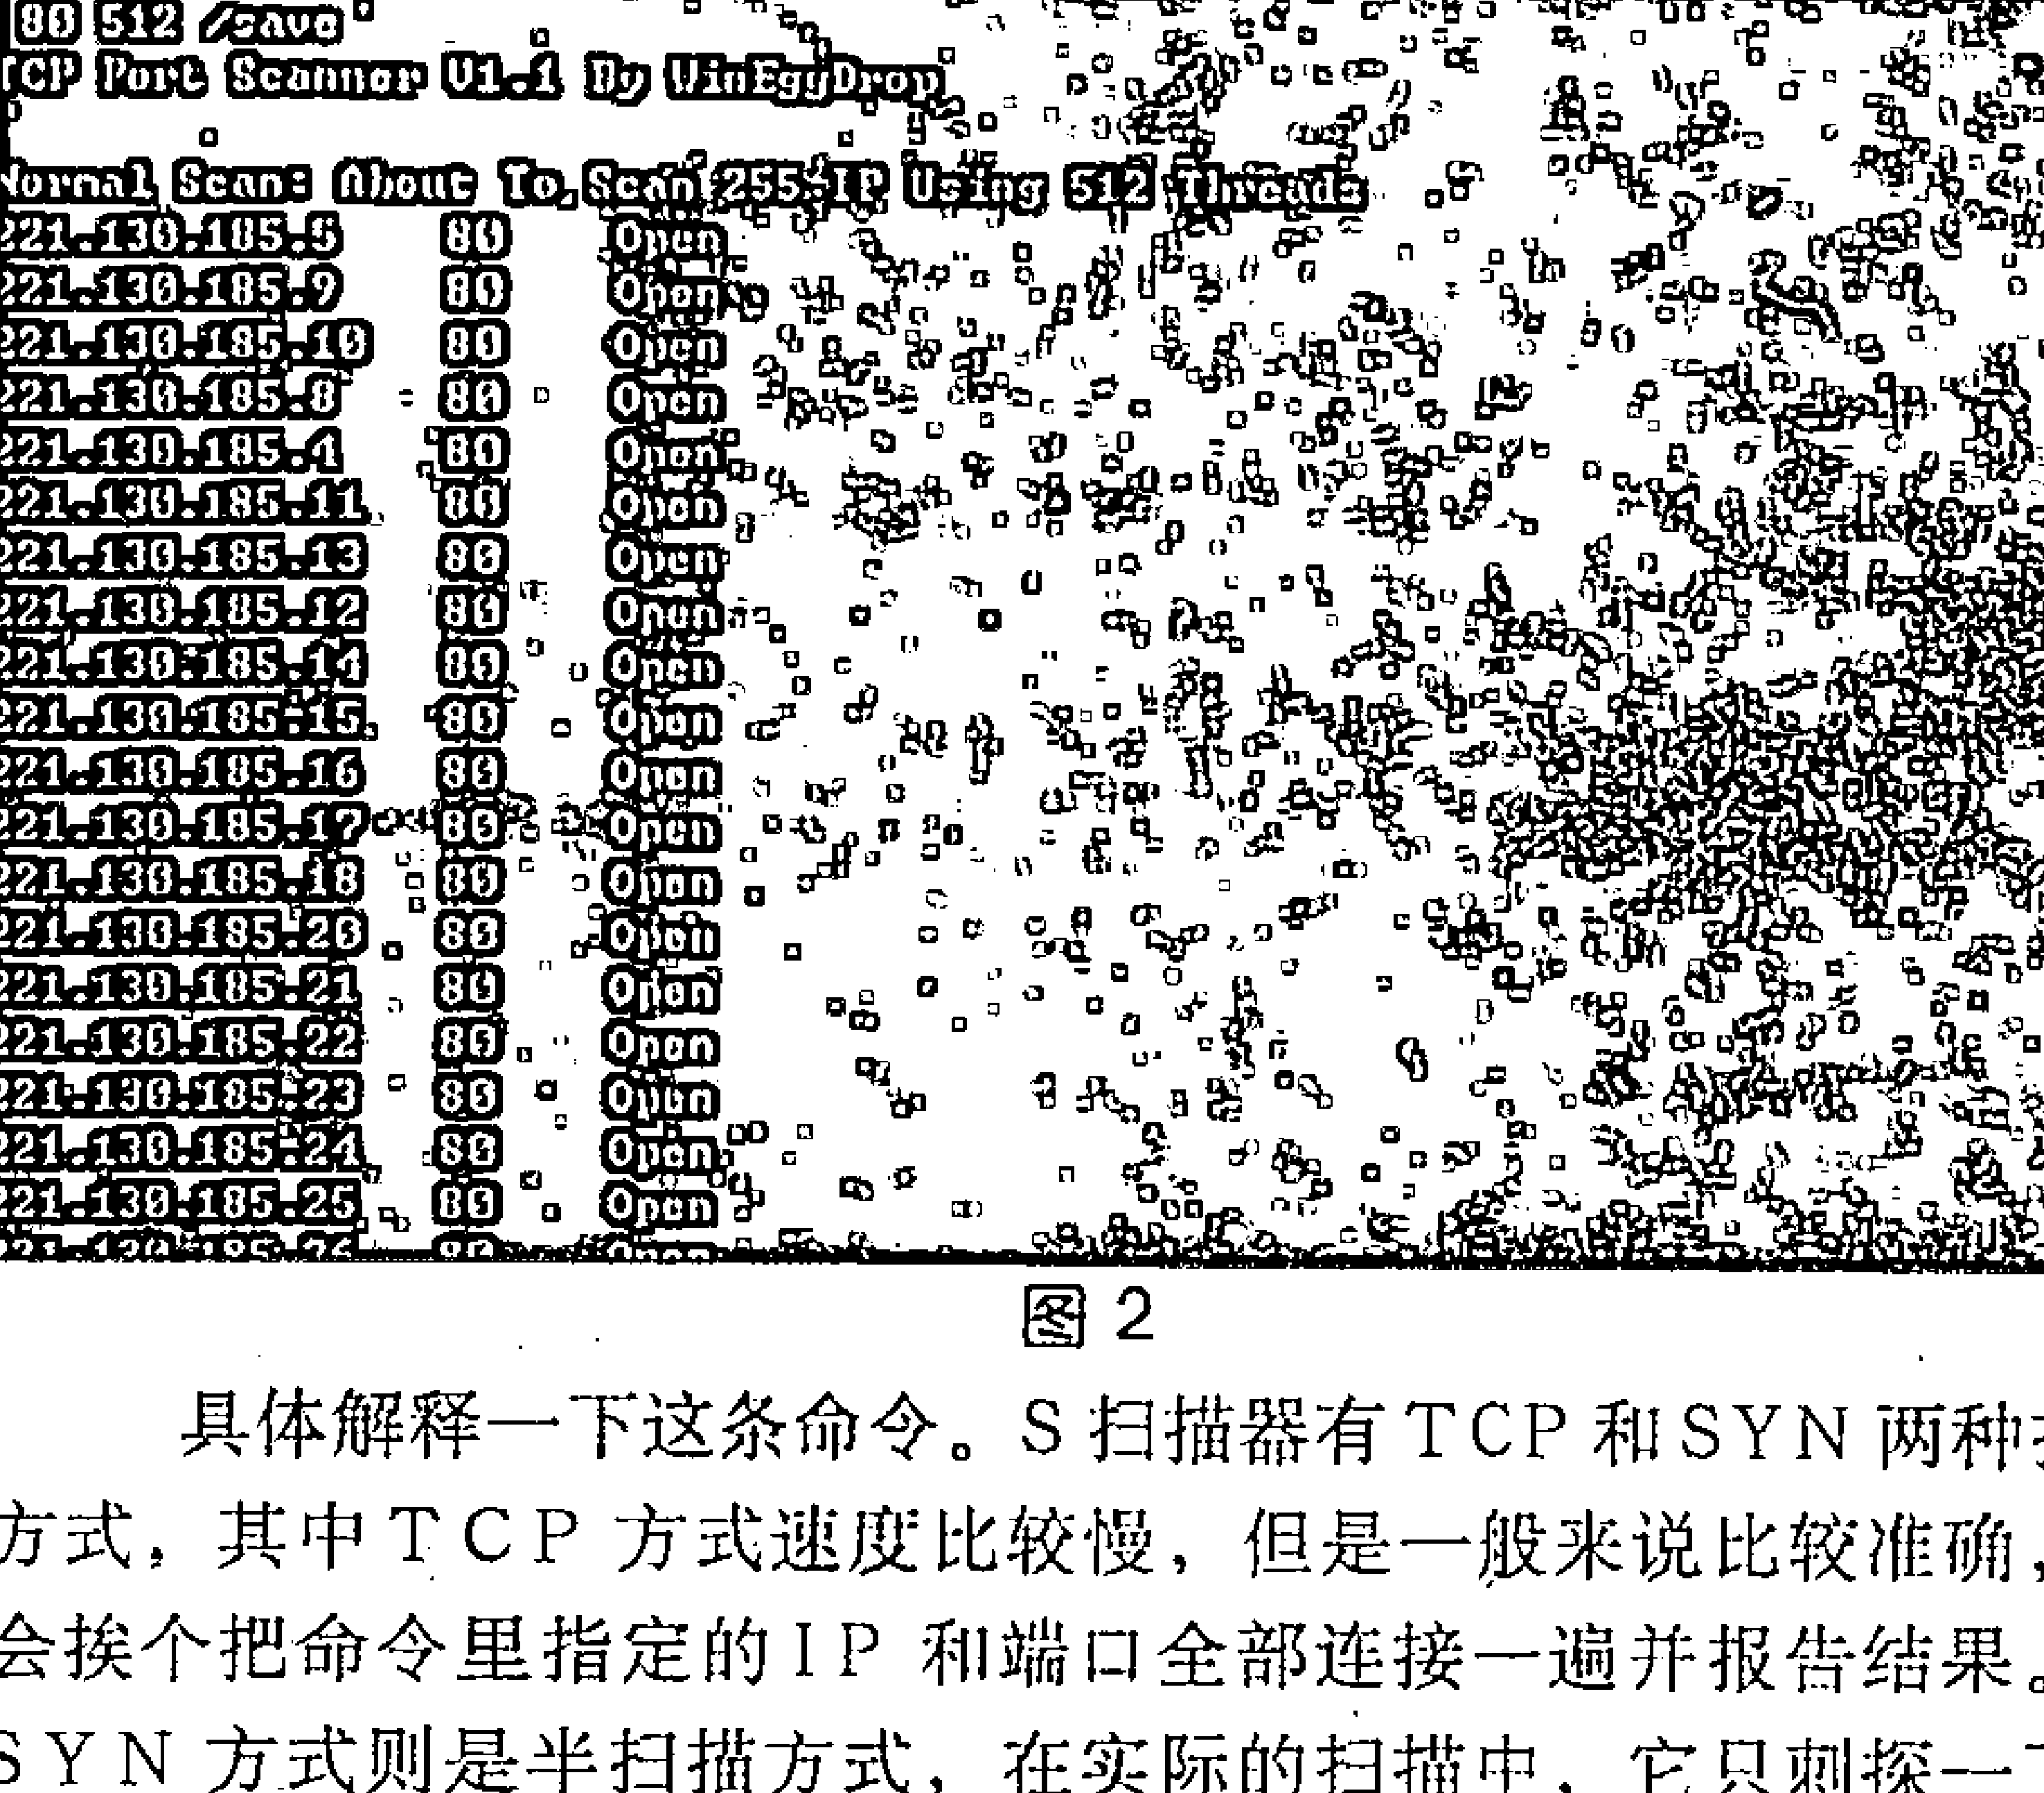 80 512 /save
TCP Port Scanner V1.1 By WinEggDrop
Normal Scan: About To Scan 255 IP Using 512 Threads
221.130.185.5 80 Open
221.130.185.9 80 Open
221.130.185.10 80 Open
221.130.185.8 80 Open
221.130.185.4 80 Open
221.130.185.11 80 Open
221.130.185.13 80 Open
221.130.185.12 80 Open
221.130.185.14 80 Open
221.130.185.15 80 Open
221.130.185.16 80 Open
221.130.185.17 80 Open
221.130.185.18 80 Open
221.130.185.20 80 Open
221.130.185.21 80 Open
221.130.185.22 80 Open
221.130.185.23 80 Open
221.130.185.24 80 Open
221.130.185.25 80 Open
221.130.185.26 80 Open
图 2
具体解释一下这条命令。S 扫描器有 TCP 和 SYN 两种
方式，其中 TCP 方式速度比较慢，但是一般来说比较准确，
会挨个把命令里指定的 IP 和端口全部连接一遍并报告结果。
SYN 方式则是半扫描方式，在实际的扫描中，它只刺探一下